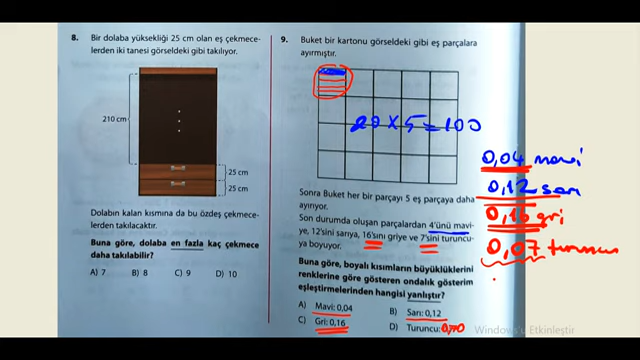 8. Bir dolaba yüksekliği 25 cm olan eş çekmece-
lerden iki tanesi görseldeki gibi takılıyor.
210 cm
25 cm
25 cm
Dolabın kalan kısmına da bu özdeş çekmece-
lerden takılacaktır.
Buna göre, dolaba en fazla kaç çekmece
daha takılabilir?
A) 7 B) 8 C) 9 D) 10
9. Buket bir kartonu görseldeki gibi eş parçalara
ayırmıştır.
20 x 5 = 100
Sonra Buket her bir parçayı 5 eş parçaya daha
ayırıyor.
Son durumda oluşan parçalardan 4'ünü mavi-
ye, 12'sini sarıya, 16'sını griye ve 7'sini turuncu-
ya boyuyor.
Buna göre, boyalı kısımların büyüklüklerini
renklerine göre gösteren ondalık gösterim
eşleştirmelerinden hangisi yanlıştır?
A) Mavi: 0,04 B) Sarı: 0,12
C) Gri: 0,16 D) Turuncu:
0,04 mavi
0,12 sarı
0,16 gri
0,07 turuncu
Windows'u Etkinleştir